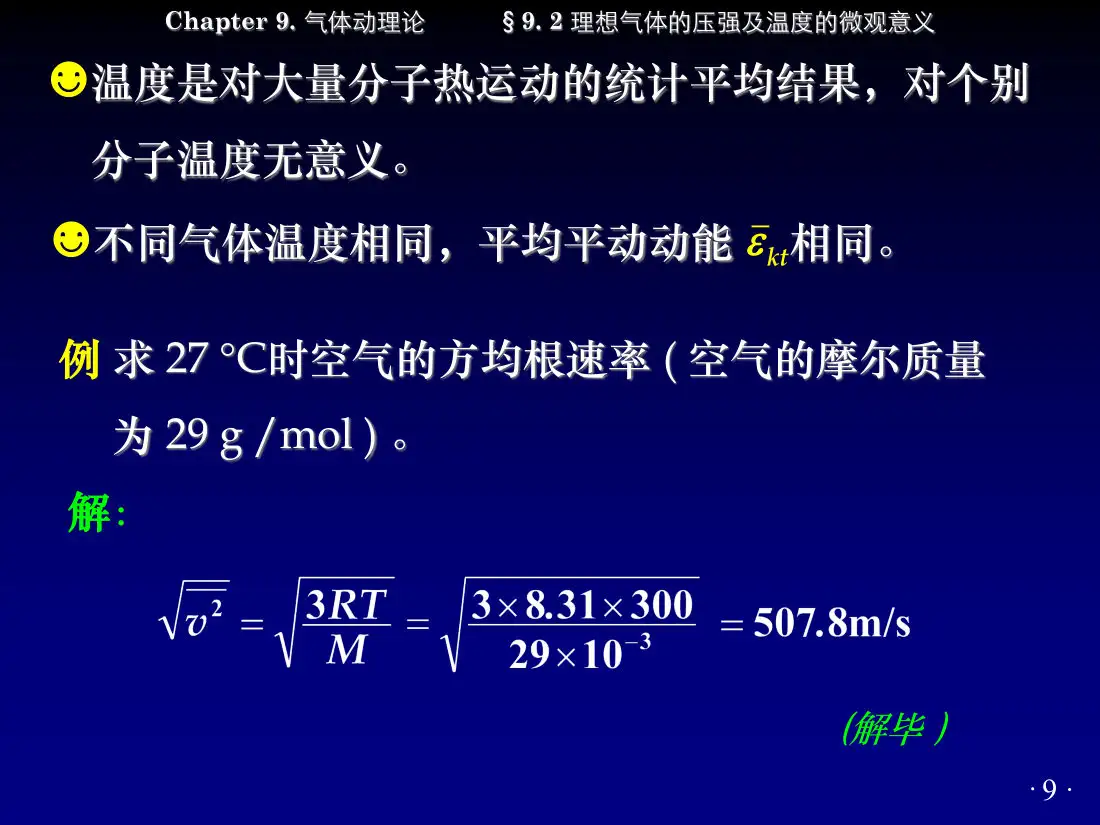 Chapter 9. 气体动理论 §9. 2 理想气体的压强及温度的微观意义
温度是对大量分子热运动的统计平均结果，对个别
分子温度无意义。
不同气体温度相同，平均平动动能 ε̅ₖₜ相同。
例 求 27 °C时空气的方均根速率 ( 空气的摩尔质量
为 29 g /mol ) 。
解：
√(v̅²) = √(3RT/M) = √((3×8.31×300)/(29×10⁻³)) = 507.8m/s
(解毕 )
·9·